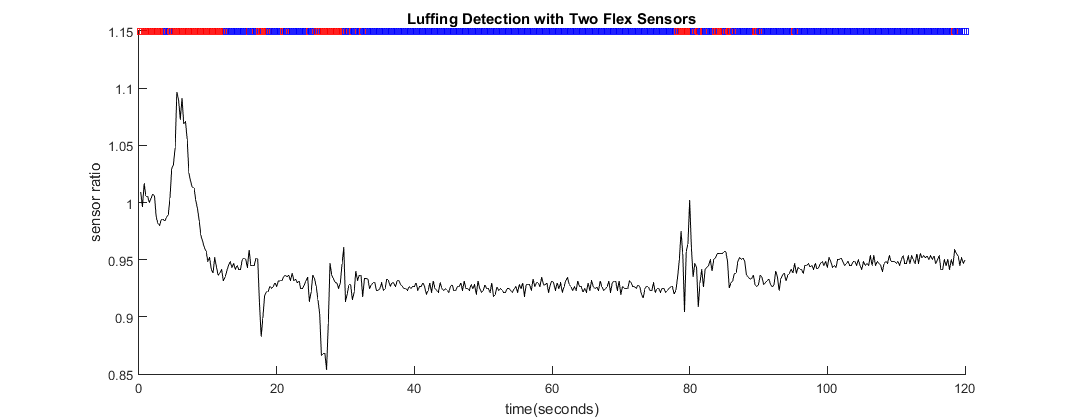 Luffing Detection with Two Flex Sensors
1.15
1.1
1.05
1
0.95
0.9
0.85
sensor ratio
0 20 40 60 80 100 120
time(seconds)